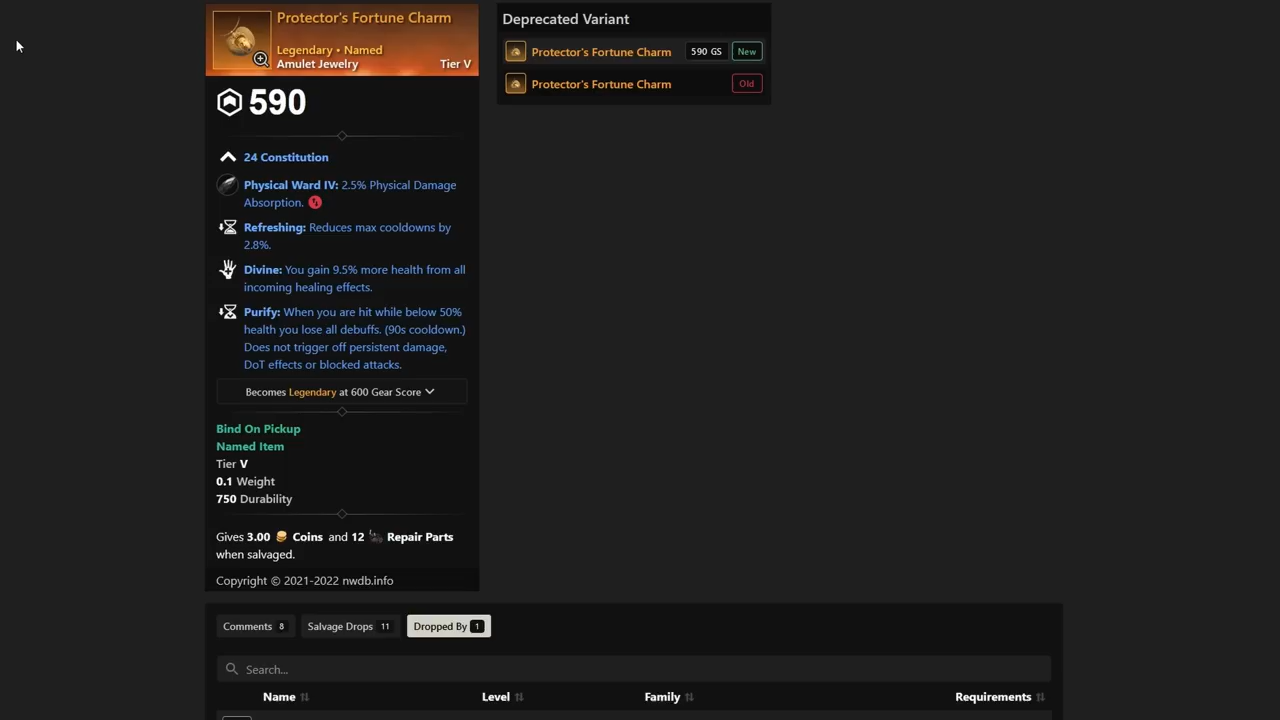 Protector's Fortune Charm
Legendary • Named
Amulet Jewelry Tier V
590
24 Constitution
Physical Ward IV: 2.5% Physical Damage
Absorption.
Refreshing: Reduces max cooldowns by
2.8%.
Divine: You gain 9.5% more health from all
incoming healing effects.
Purify: When you are hit while below 50%
health you lose all debuffs. (90s cooldown.)
Does not trigger off persistent damage,
DoT effects or blocked attacks.
Becomes Legendary at 600 Gear Score
Bind On Pickup
Named Item
Tier V
0.1 Weight
750 Durability
Gives 3.00 Coins and 12 Repair Parts
when salvaged.
Copyright © 2021-2022 nwdb.info
Deprecated Variant
Protector's Fortune Charm 590 GS New
Protector's Fortune Charm Old
Comments 8 Salvage Drops 11 Dropped By 1
Search...
Name Level Family Requirements